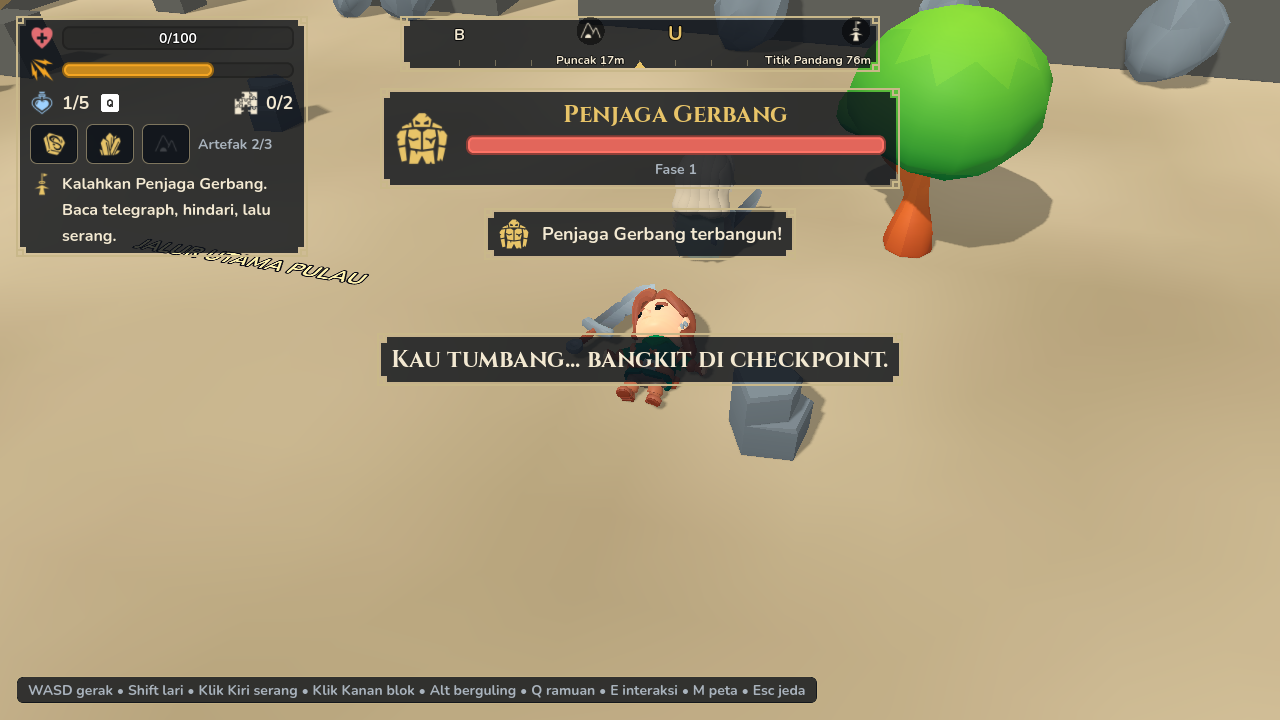 0/100
1/5 Q 0/2
Artefak 2/3
Kalahkan Penjaga Gerbang.
Baca telegraph, hindari, lalu
serang.
JALUR UTAMA PULAU
B U
Puncak 17m Titik Pandang 76m
Penjaga Gerbang
Fase 1
Penjaga Gerbang terbangun!
Kau tumbang... bangkit di checkpoint.
WASD gerak • Shift lari • Klik Kiri serang • Klik Kanan blok • Alt berguling • Q ramuan • E interaksi • M peta • Esc jeda